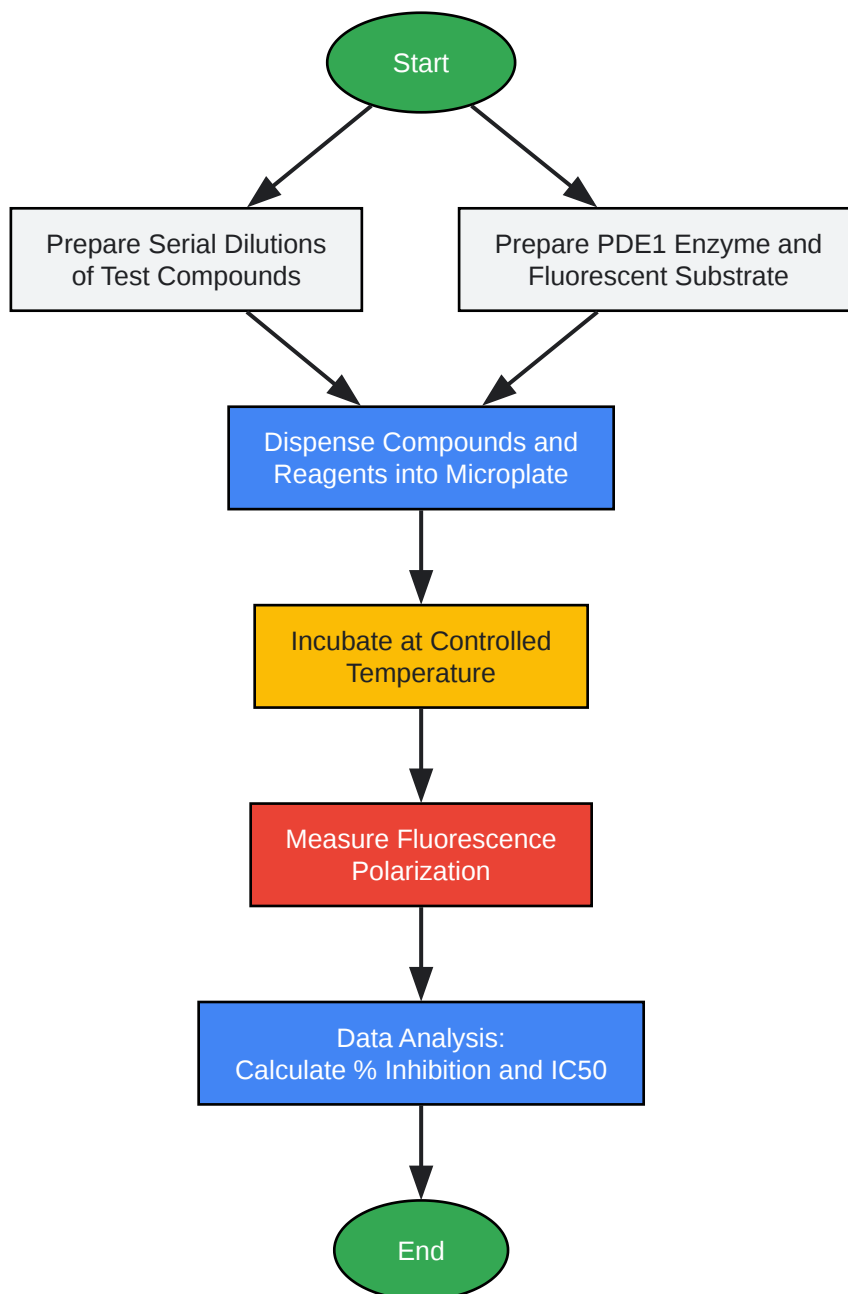 Start
Prepare Serial Dilutions
of Test Compounds
Prepare PDE1 Enzyme and
Fluorescent Substrate
Dispense Compounds and
Reagents into Microplate
Incubate at Controlled
Temperature
Measure Fluorescence
Polarization
Data Analysis:
Calculate % Inhibition and IC50
End